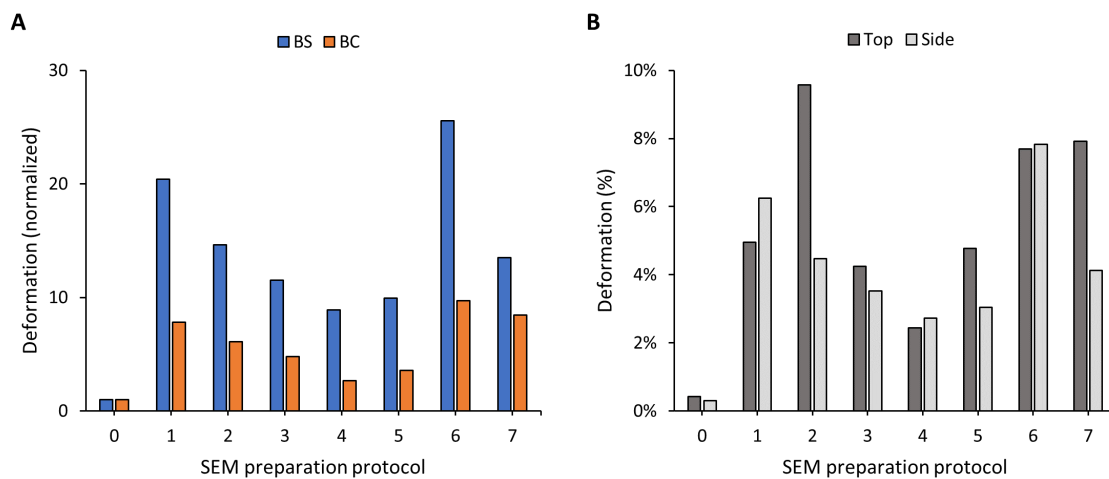 A
BS BC
30
20
10
0
Deformation (normalized)
0 1 2 3 4 5 6 7
SEM preparation protocol
B
Top Side
10%
8%
6%
4%
2%
0%
Deformation (%)
0 1 2 3 4 5 6 7
SEM preparation protocol